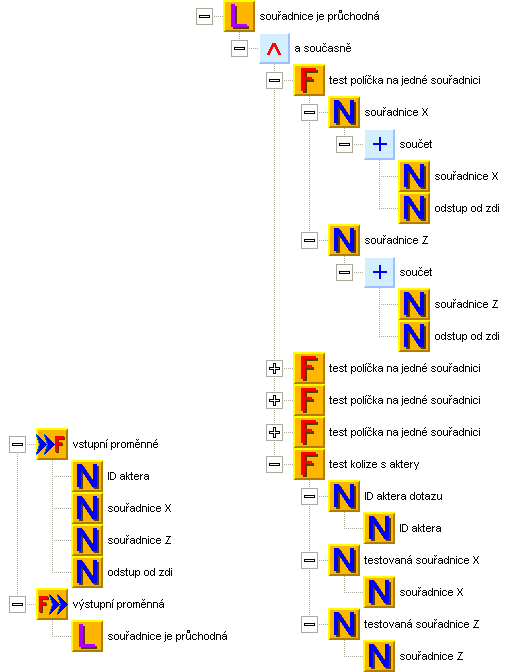 souřadnice je průchodná
a současně
test políčka na jedné souřadnici
souřadnice X
součet
souřadnice X
odstup od zdi
souřadnice Z
součet
souřadnice Z
odstup od zdi
test políčka na jedné souřadnici
test políčka na jedné souřadnici
test políčka na jedné souřadnici
test kolize s aktery
ID aktera dotazu
ID aktera
testovaná souřadnice X
souřadnice X
testovaná souřadnice Z
souřadnice Z
vstupní proměnné
ID aktera
souřadnice X
souřadnice Z
odstup od zdi
výstupní proměnná
souřadnice je průchodná